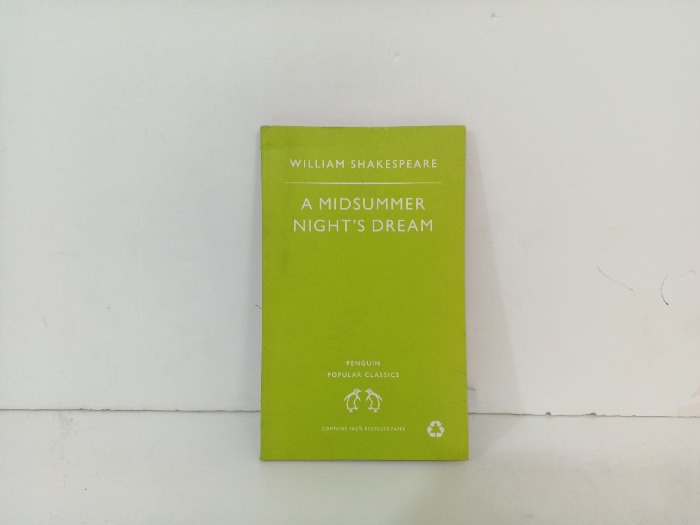 WILLIAM SHAKESPEARE
A MIDSUMMER
NIGHT'S DREAM
PENGUIN
POPULAR CLASSICS
CONTAINS 100% RECYCLED PAPER